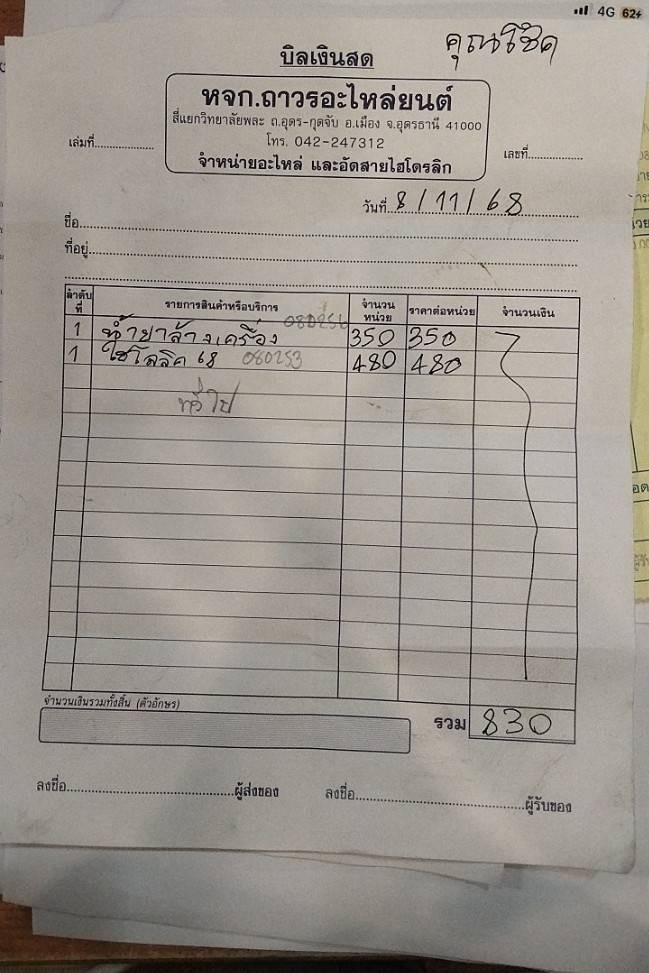 4G 62
คุณโชค
บิลเงินสด
หจก.ถาวรอะไหล่ยนต์
สี่แยกวิทยาลัยพละ ถ.อุดร-กุดจับ อ.เมือง จ.อุดรธานี 41000
โทร. 042-247312
จำหน่ายอะไหล่ และอัดสายไฮโดรลิก
เล่มที่ เลขที่
วันที่ 8/11/68
ชื่อ
ที่อยู่
ลำดับที่ รายการสินค้าหรือบริการ จำนวนหน่วย ราคาต่อหน่วย จำนวนเงิน
1 น้ำยาล้างเครื่อง 080254 350 350
1 ไฮโดลิค 68 080253 480 480
ทั่วไป
จำนวนเงินรวมทั้งสิ้น (ตัวอักษร)
รวม 830
ลงชื่อ ผู้ส่งของ ลงชื่อ ผู้รับของ